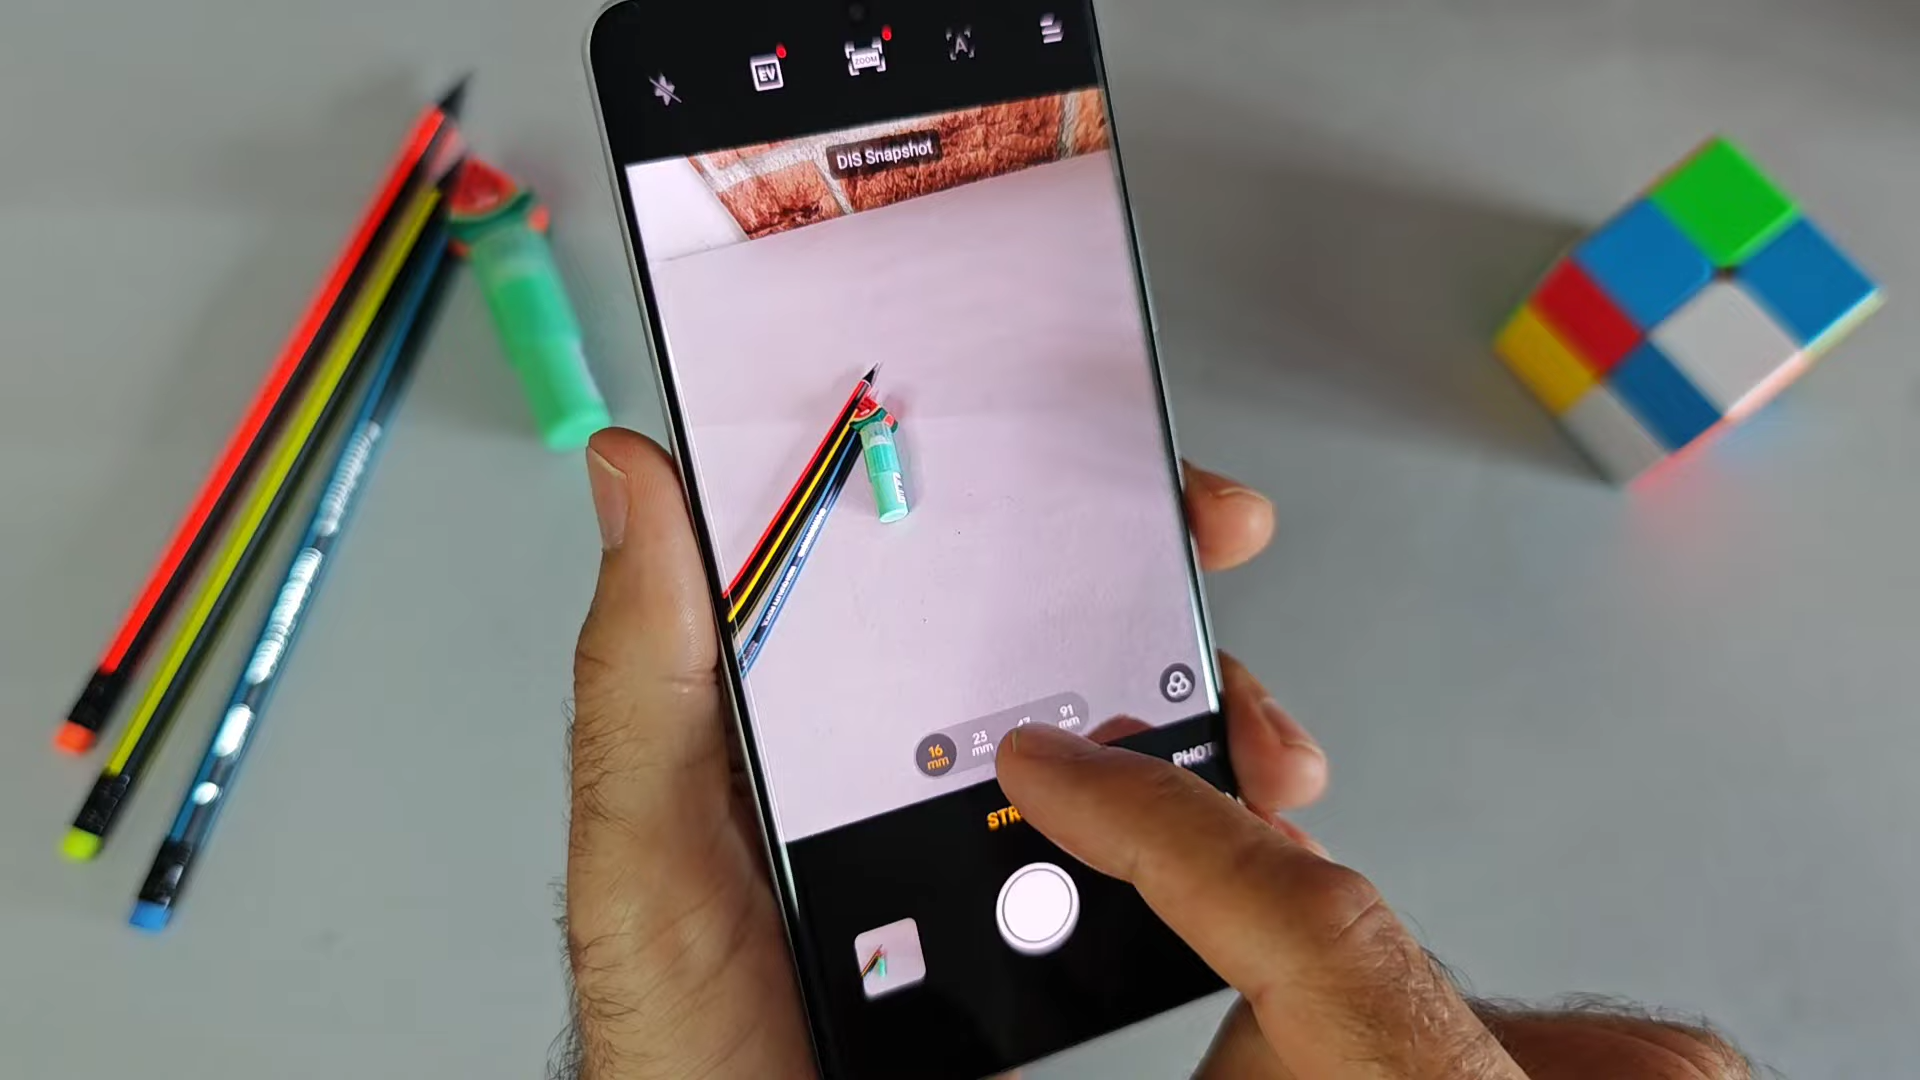 EV
ZOOM
A
DIS Snapshot
16 mm
23 mm
91 mm
PHOT
STR